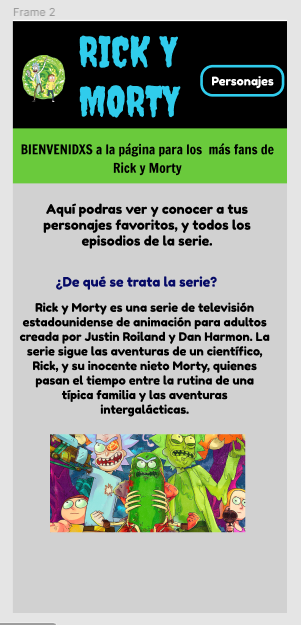 Frame 2
RICK Y
MORTY
Personajes
BIENVENIDXS a la página para los más fans de
Rick y Morty
Aquí podras ver y conocer a tus
personajes favoritos, y todos los
episodios de la serie.
¿De qué se trata la serie?
Rick y Morty es una serie de televisión
estadounidense de animación para adultos
creada por Justin Roiland y Dan Harmon. La
serie sigue las aventuras de un científico,
Rick, y su inocente nieto Morty, quienes
pasan el tiempo entre la rutina de una
típica familia y las aventuras
intergalácticas.